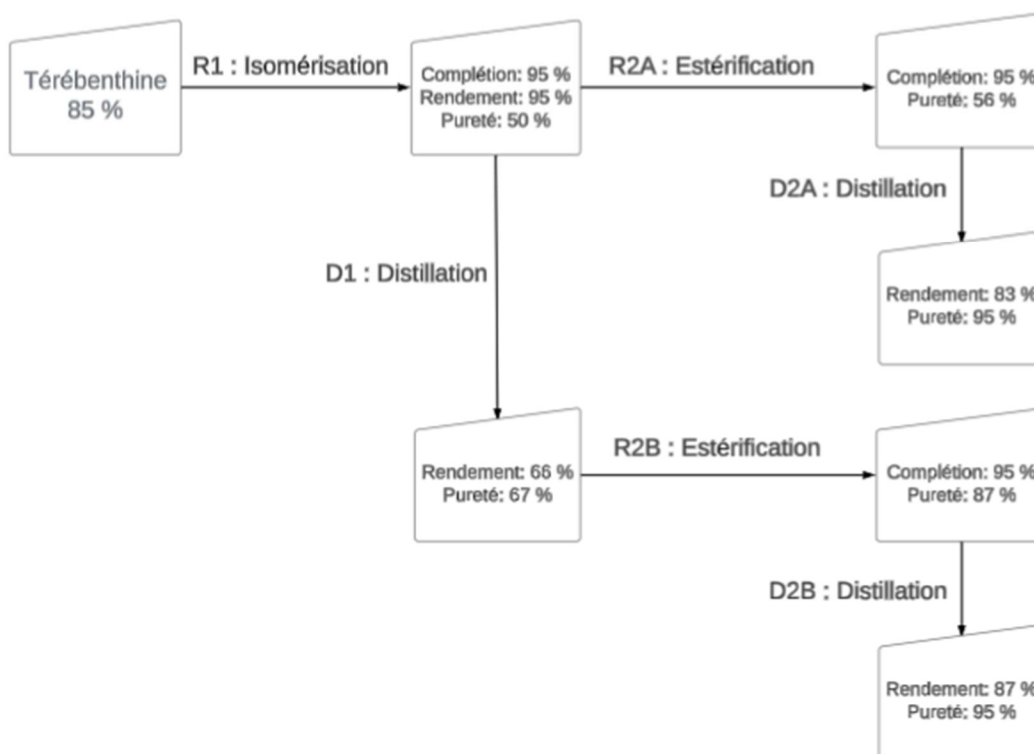 Térébenthine
85 %
R1 : Isomérisation
Complétion: 95 %
Rendement: 95 %
Pureté: 50 %
R2A : Estérification
Complétion: 95 %
Pureté: 56 %
D2A : Distillation
Rendement: 83 %
Pureté: 95 %
D1 : Distillation
Rendement: 66 %
Pureté: 67 %
R2B : Estérification
Complétion: 95 %
Pureté: 87 %
D2B : Distillation
Rendement: 87 %
Pureté: 95 %